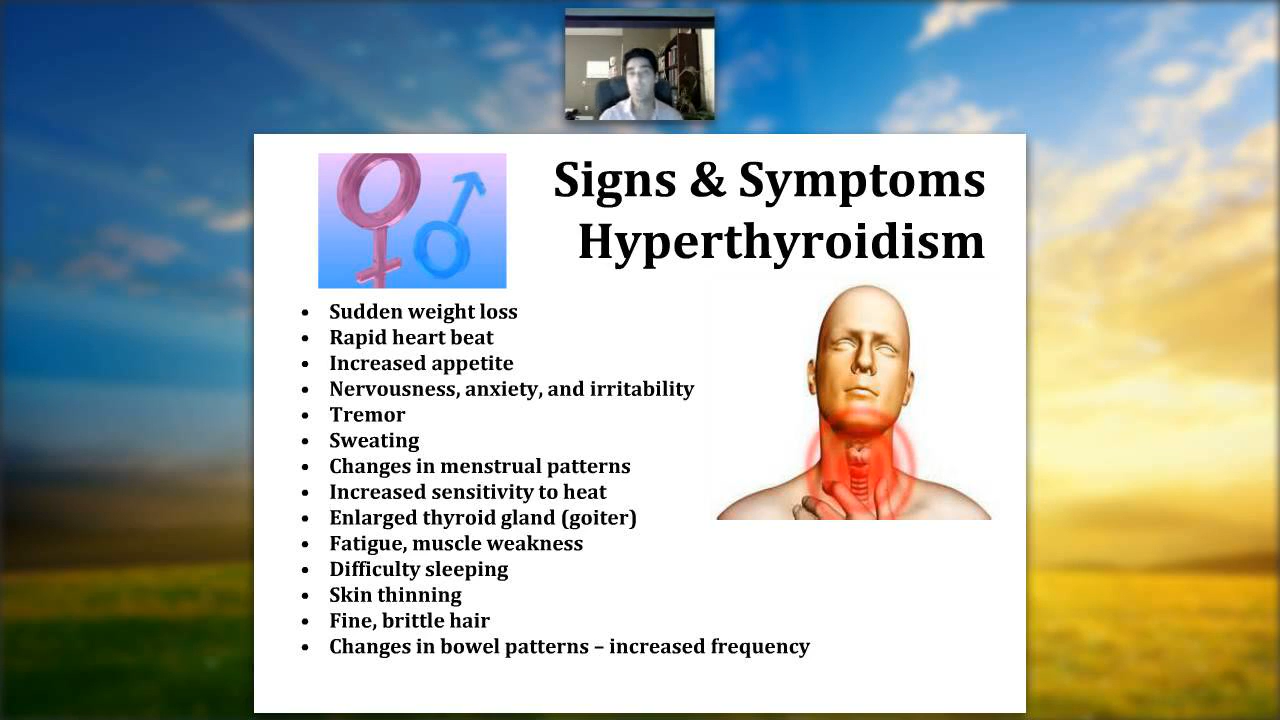 Signs & Symptoms
Hyperthyroidism
• Sudden weight loss
• Rapid heart beat
• Increased appetite
• Nervousness, anxiety, and irritability
• Tremor
• Sweating
• Changes in menstrual patterns
• Increased sensitivity to heat
• Enlarged thyroid gland (goiter)
• Fatigue, muscle weakness
• Difficulty sleeping
• Skin thinning
• Fine, brittle hair
• Changes in bowel patterns – increased frequency